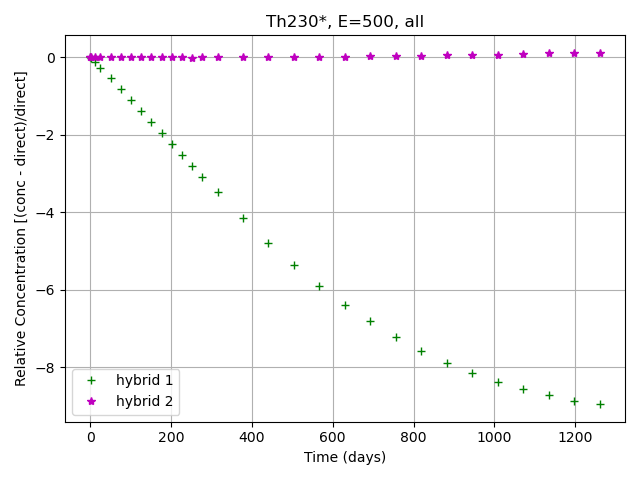 Th230*, E=500, all
Relative Concentration [(conc - direct)/direct]
0
−2
−4
−6
−8
hybrid 1
hybrid 2
0 200 400 600 800 1000 1200
Time (days)